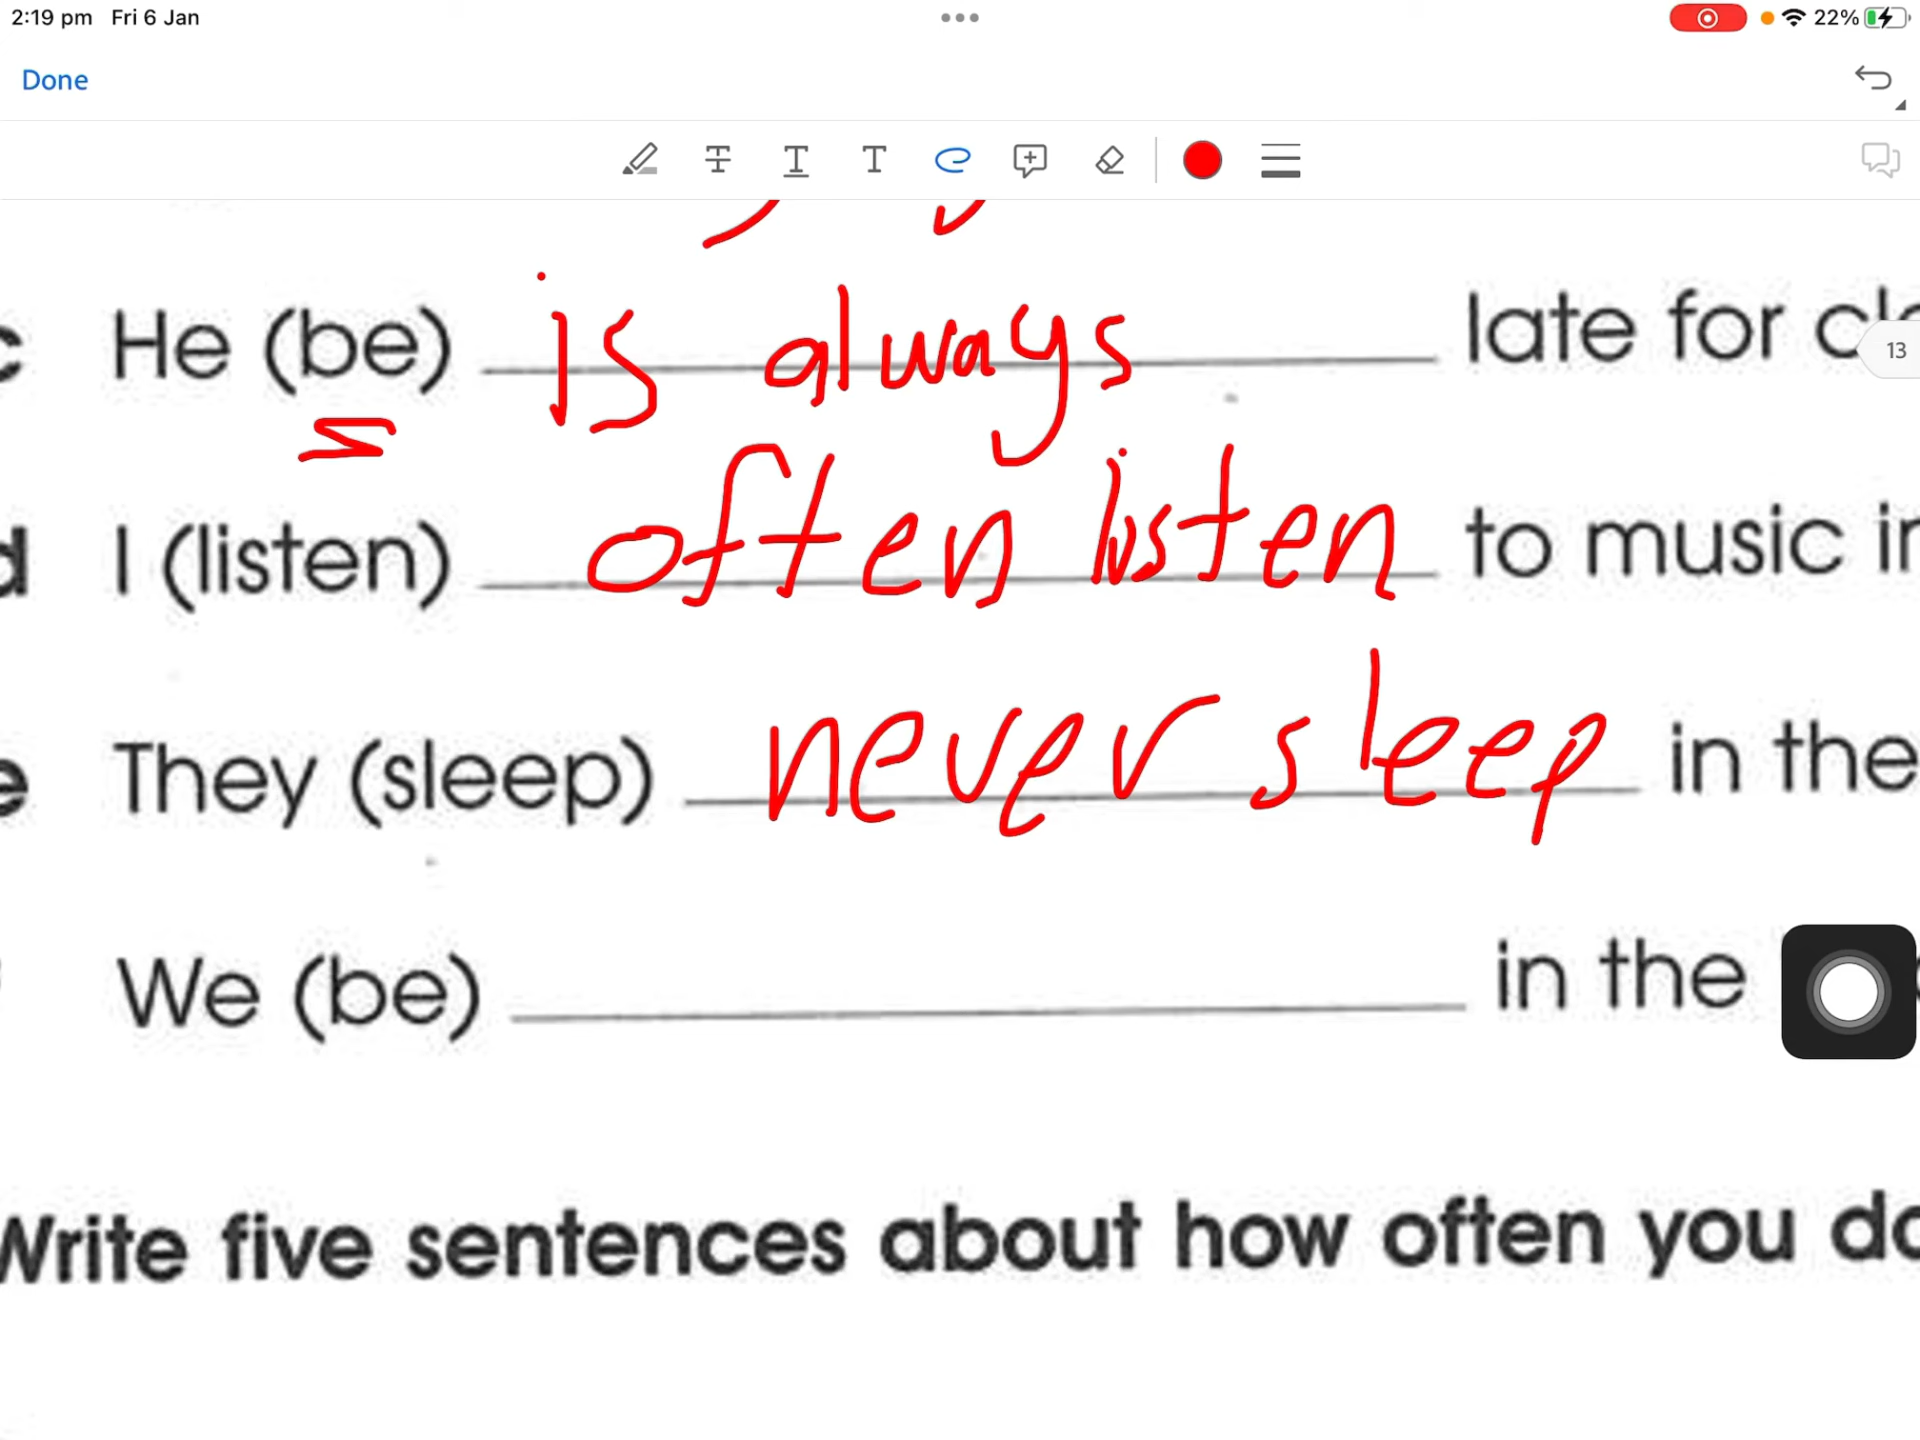 2:19 pm Fri 6 Jan 22%
Done
He (be) is always late for
13
d I (listen) often listen to music in
e They (sleep) never sleep in the
We (be) in the
Write five sentences about how often you do